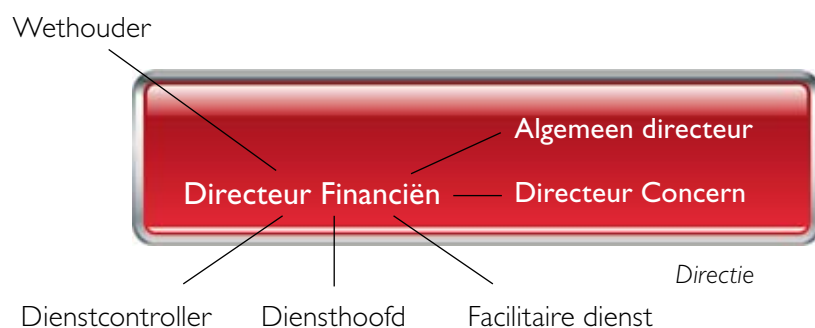 Wethouder
Algemeen directeur
Directeur Financiën
Directeur Concern
Directie
Dienstcontroller
Diensthoofd
Facilitaire dienst